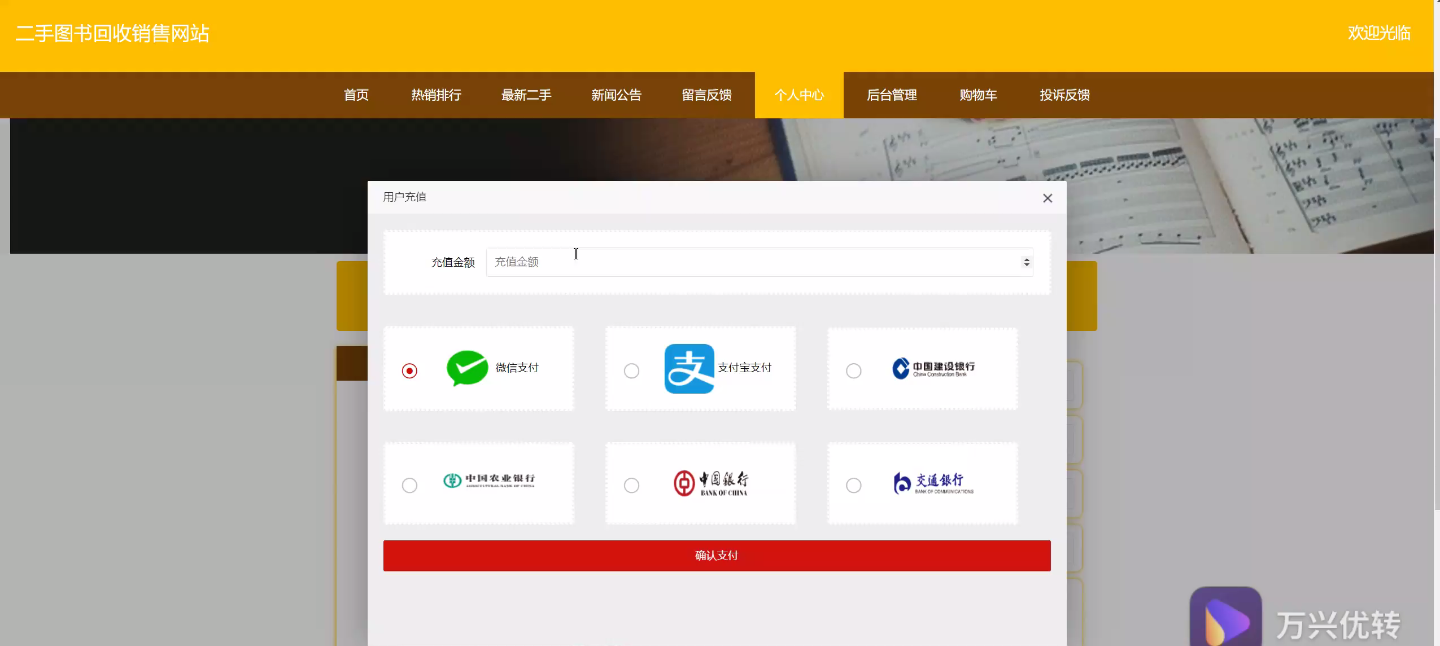 二手图书回收销售网站
欢迎光临
首页 热销排行 最新二手 新闻公告 留言反馈 个人中心 后台管理 购物车 投诉反馈
用户充值
充值金额 充值金额
微信支付 支 支付宝支付 中国建设银行
China Construction Bank
中国农业银行 中国银行 交通银行
AGRICULTURAL BANK OF CHINA BANK OF CHINA BANK OF COMMUNICATIONS
确认支付
万兴优转